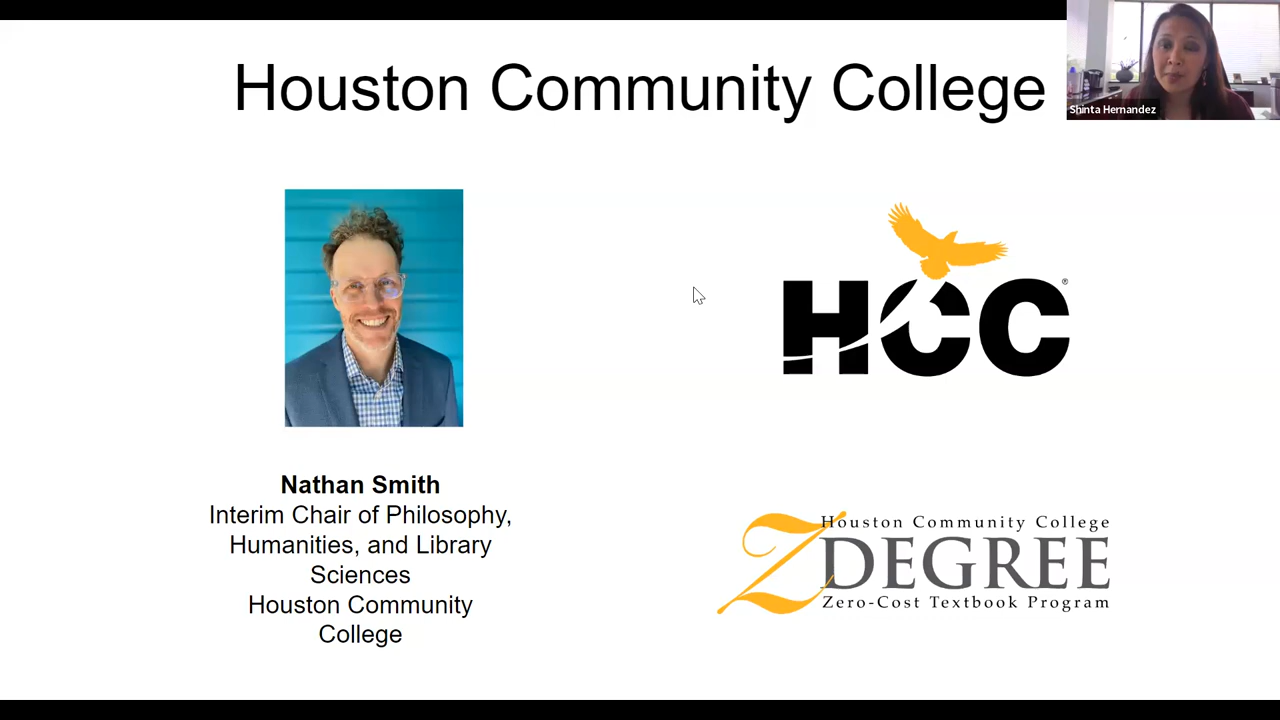 Houston Community College
Shinta Hernandez
HCC®
Nathan Smith
Interim Chair of Philosophy,
Humanities, and Library
Sciences
Houston Community
College
Houston Community College
Z DEGREE
Zero-Cost Textbook Program